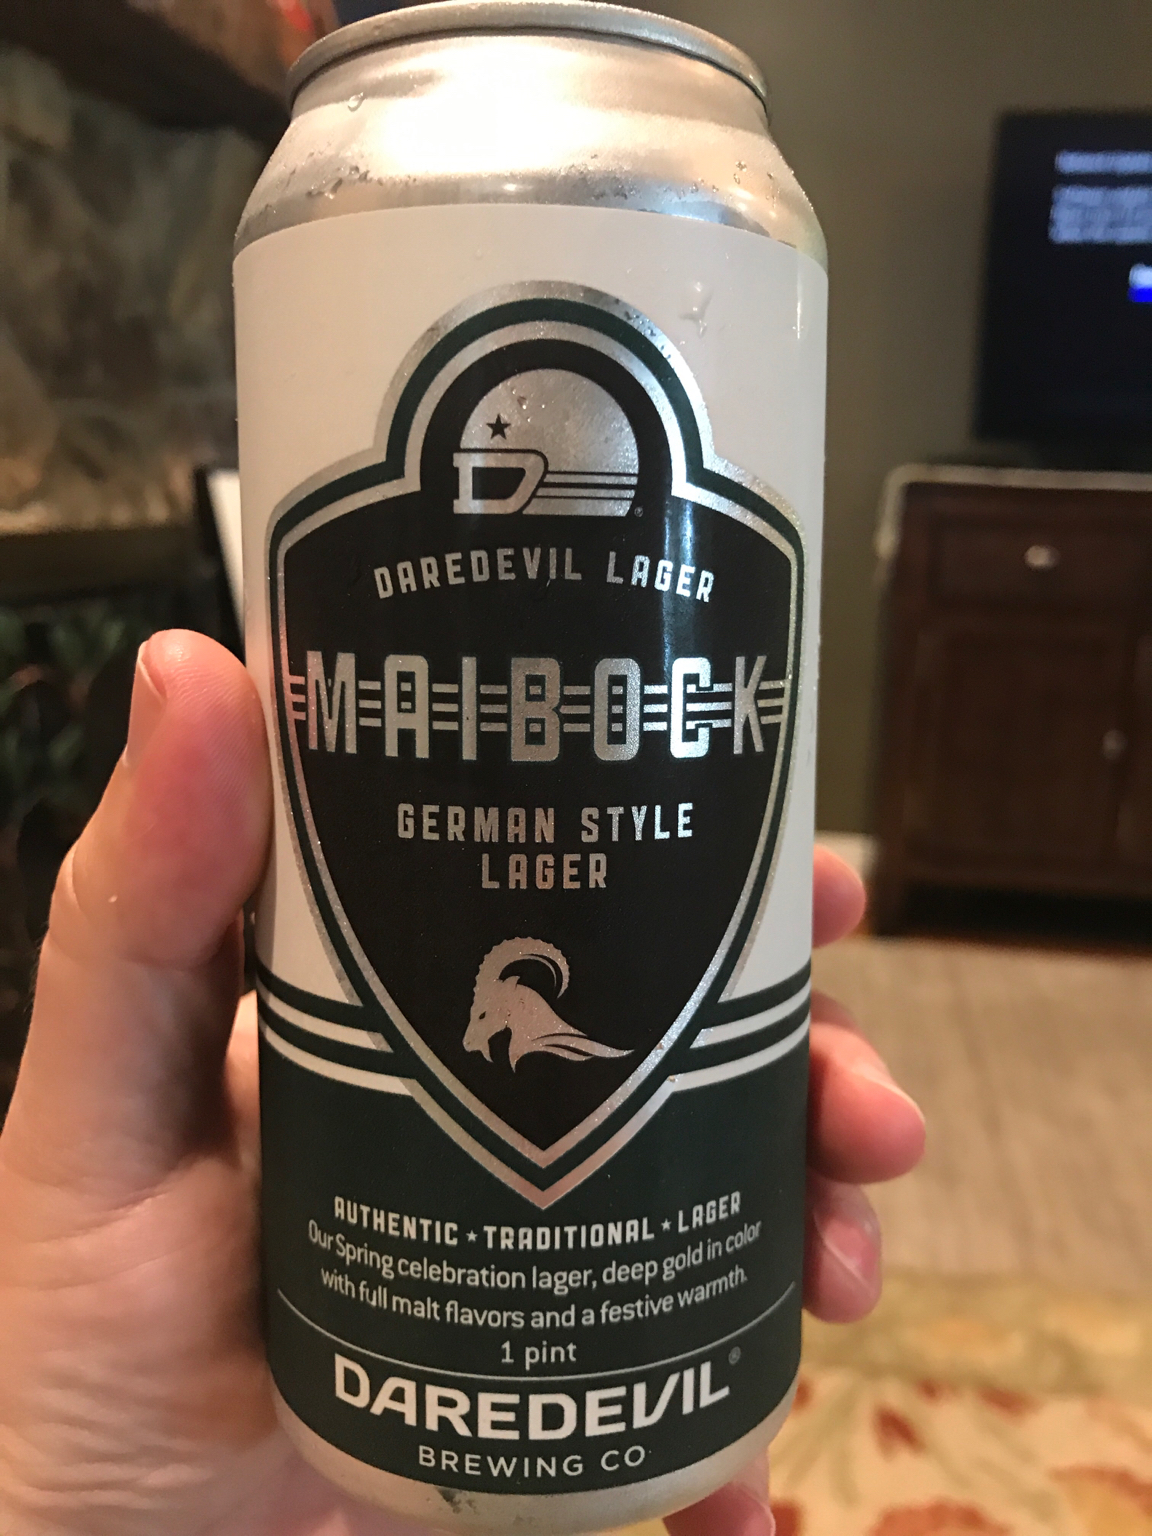 D
DAREDEVIL LAGER
MAIBOCK
GERMAN STYLE
LAGER
AUTHENTIC ★ TRADITIONAL ★ LAGER
Our Spring celebration lager, deep gold in color
with full malt flavors and a festive warmth.
1 pint
DAREDEVIL®
BREWING CO